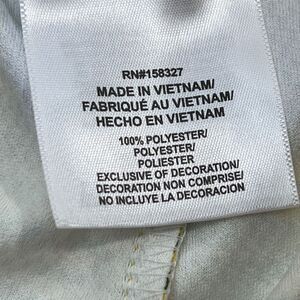 RN#158327
MADE IN VIETNAM/
FABRIQUÉ AU VIETNAM/
HECHO EN VIETNAM
100% POLYESTER/
POLYESTER/
POLIESTER
EXCLUSIVE OF DECORATION/
DECORATION NON COMPRISE/
NO INCLUYE LA DECORACION